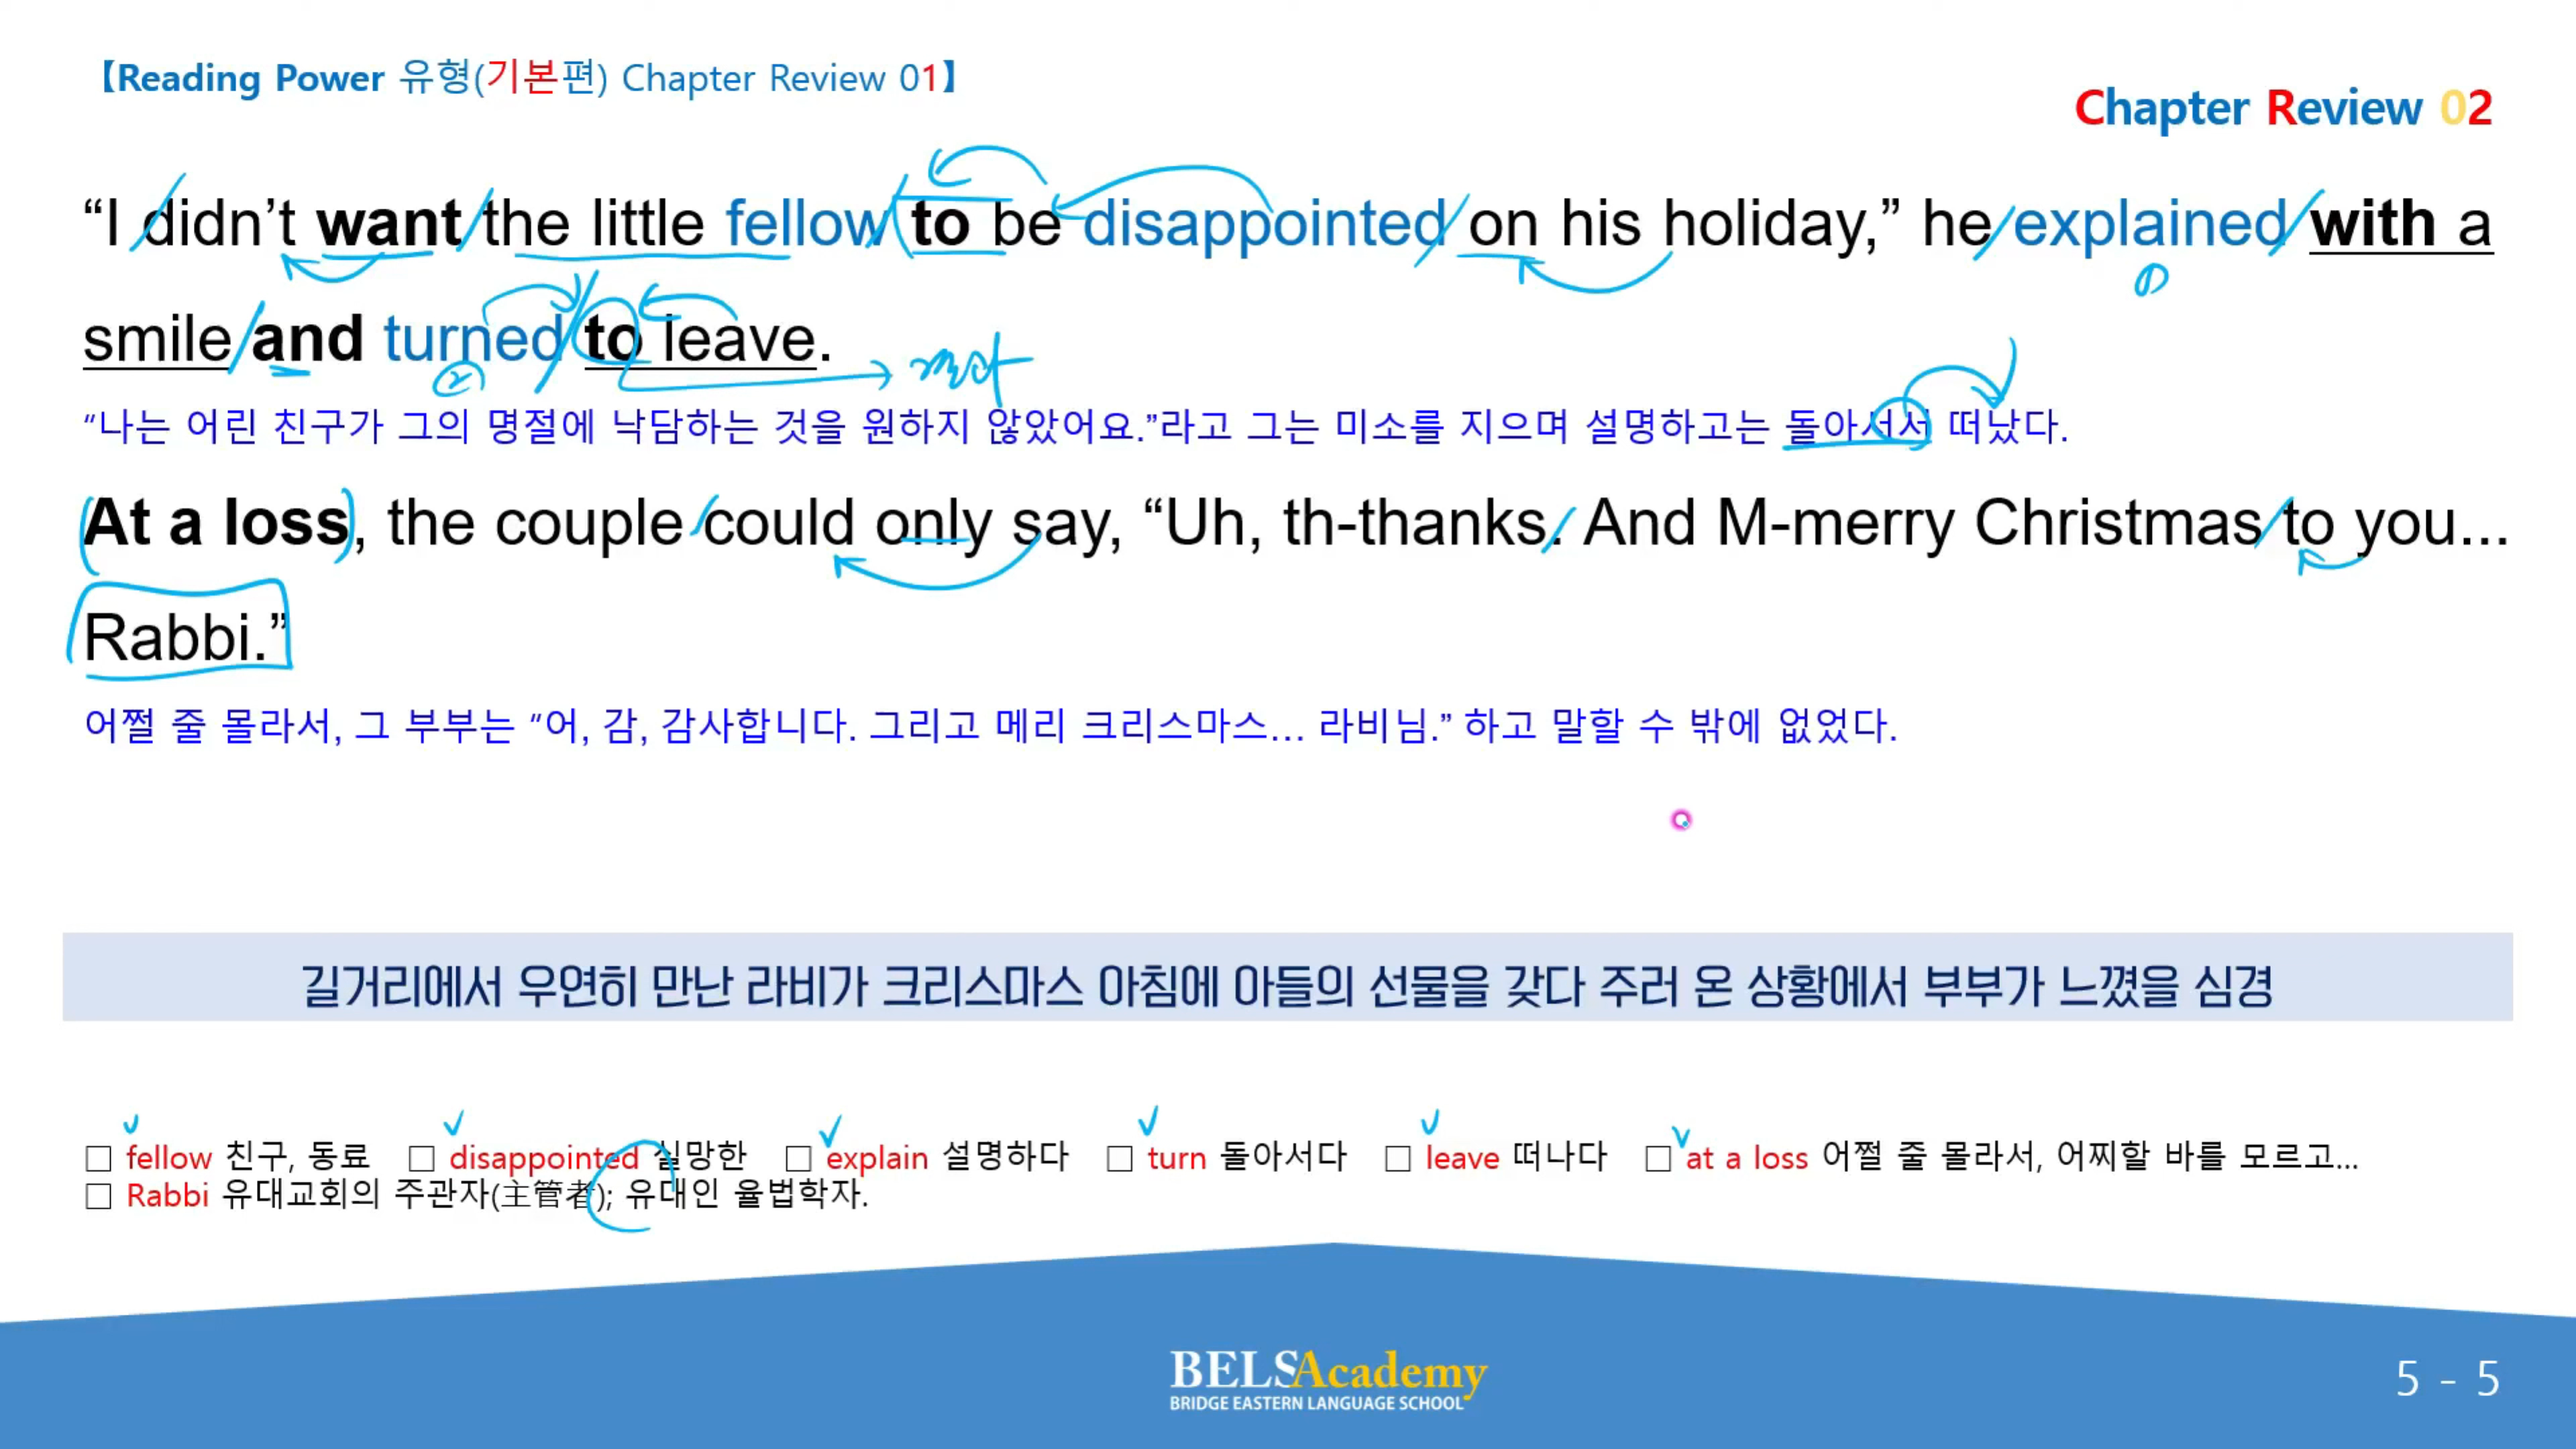 【Reading Power 유형(기본편) Chapter Review 01】
Chapter Review 02
“I didn’t want the little fellow to be disappointed on his holiday,” he explained with a
smile and turned to leave.
“나는 어린 친구가 그의 명절에 낙담하는 것을 원하지 않았어요.”라고 그는 미소를 지으며 설명하고는 돌아서서 떠났다.
At a loss, the couple could only say, “Uh, th-thanks. And M-merry Christmas to you...
Rabbi.”
어쩔 줄 몰라서, 그 부부는 “어, 감, 감사합니다. 그리고 메리 크리스마스... 라비님.” 하고 말할 수 밖에 없었다.
길거리에서 우연히 만난 라비가 크리스마스 아침에 아들의 선물을 갖다 주러 온 상황에서 부부가 느꼈을 심경
□ fellow 친구, 동료 □ disappointed 실망한 □ explain 설명하다 □ turn 돌아서다 □ leave 떠나다 □ at a loss 어쩔 줄 몰라서, 어찌할 바를 모르고...
□ Rabbi 유대교회의 주관자(主管者); 유대인 율법학자.
BELSAcademy
BRIDGE EASTERN LANGUAGE SCHOOL
5 - 5